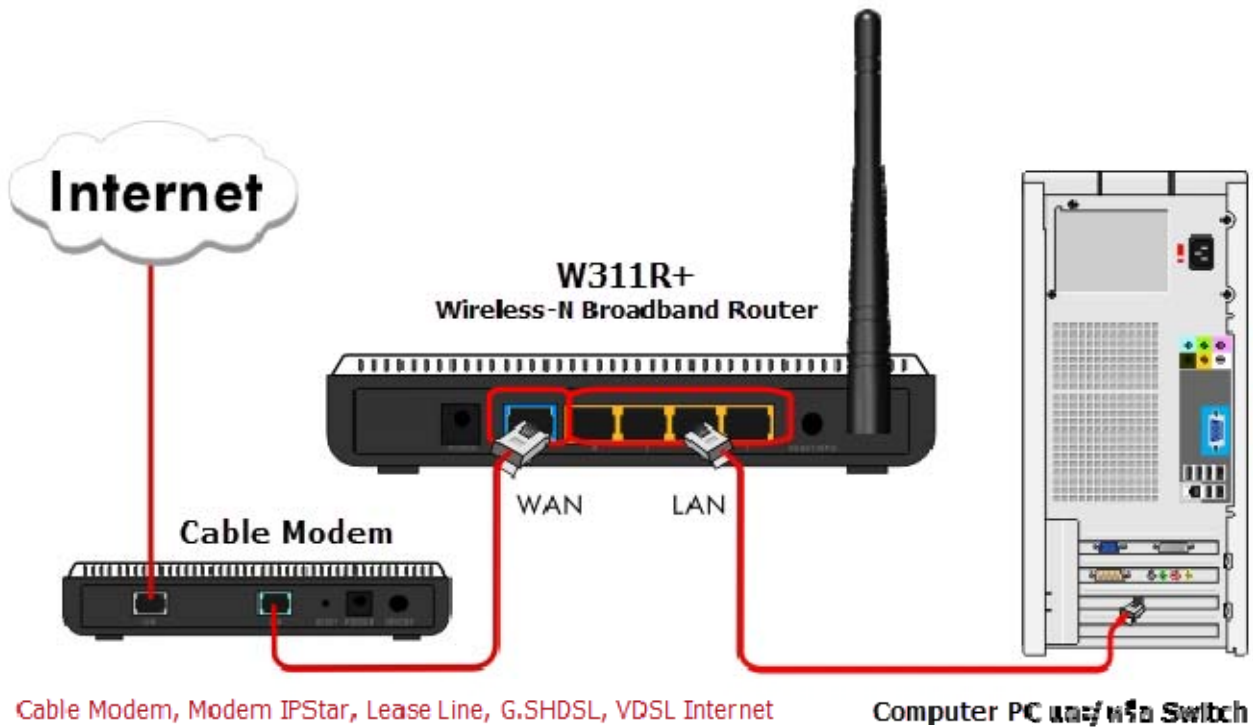 Internet
W311R+
Wireless-N Broadband Router
WAN
LAN
Cable Modem
Cable Modem, Modem IPStar, Lease Line, G.SHDSL, VDSL Internet
Computer PC และ/หรือ Switch